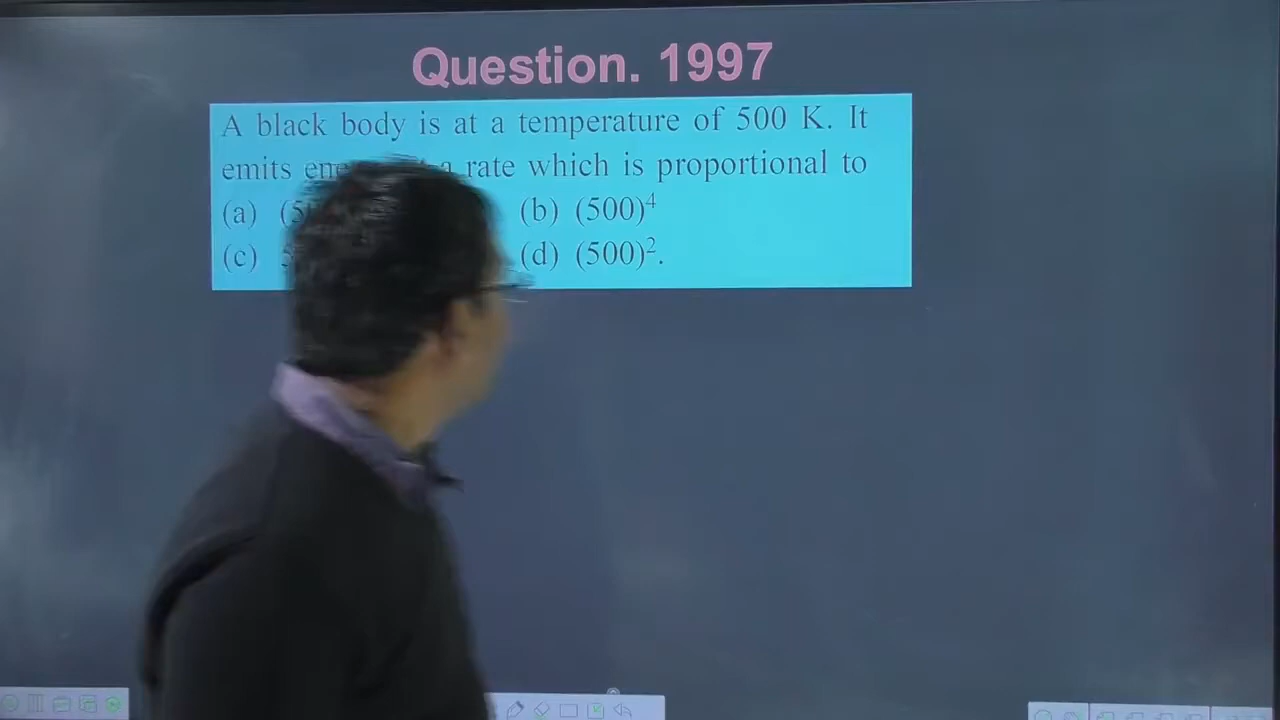 Question. 1997
A black body is at a temperature of 500 K. It
emits rate which is proportional to
(a) (b) (500)⁴
(c) (d) (500)².